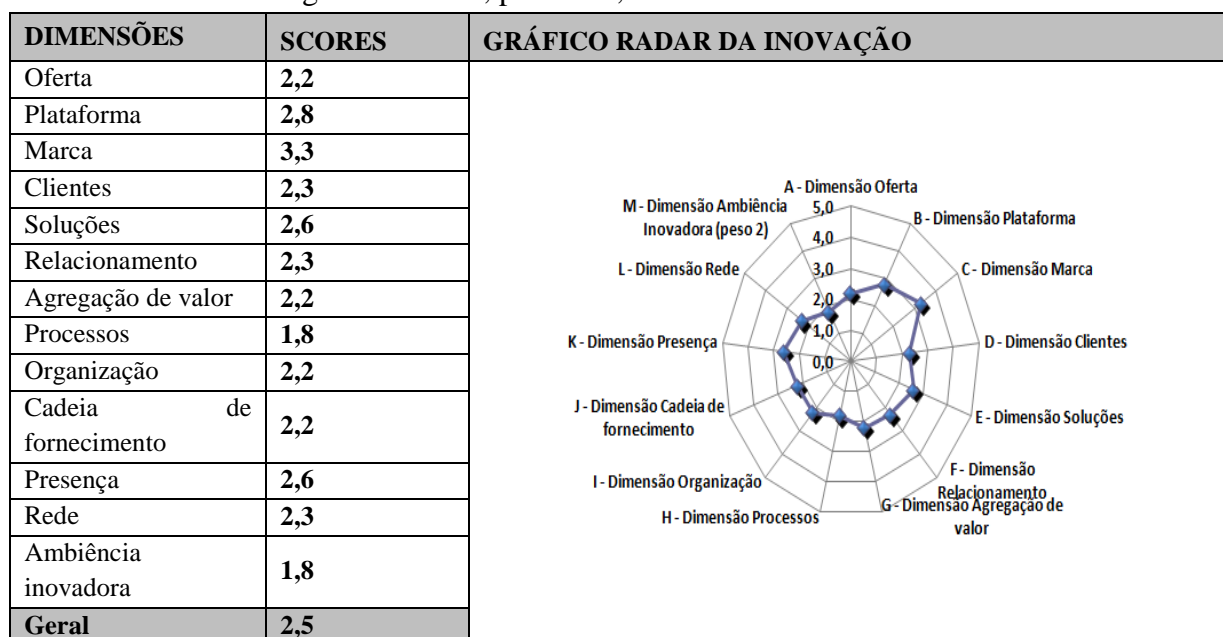 DIMENSÕES SCORES GRÁFICO RADAR DA INOVAÇÃO
Oferta 2,2
Plataforma 2,8
Marca 3,3
Clientes 2,3
Soluções 2,6
Relacionamento 2,3
Agregação de valor 2,2
Processos 1,8
Organização 2,2
Cadeia de
fornecimento 2,2
Presença 2,6
Rede 2,3
Ambiência
inovadora 1,8
Geral 2,5
A - Dimensão Oferta
B - Dimensão Plataforma
C - Dimensão Marca
D - Dimensão Clientes
E - Dimensão Soluções
F - Dimensão
Relacionamento
G - Dimensão Agregação de
valor
H - Dimensão Processos
I - Dimensão Organização
J - Dimensão Cadeia de
fornecimento
K - Dimensão Presença
L - Dimensão Rede
M - Dimensão Ambiência
Inovadora (peso 2)
5,0
4,0
3,0
2,0
1,0
0,0